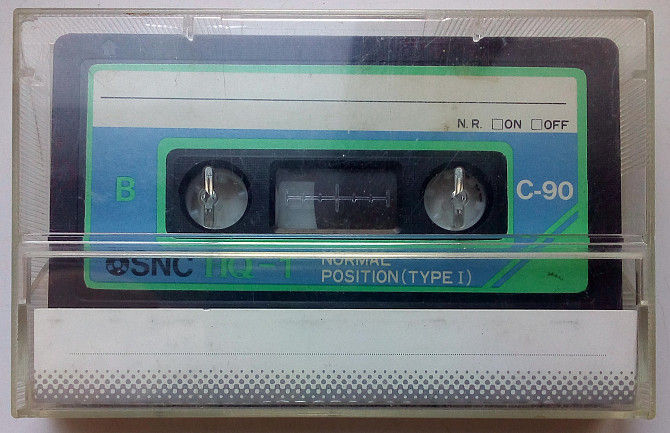 N.R. □ON □OFF
B
C-90
SNC HQ-1
NORMAL
POSITION (TYPE I)